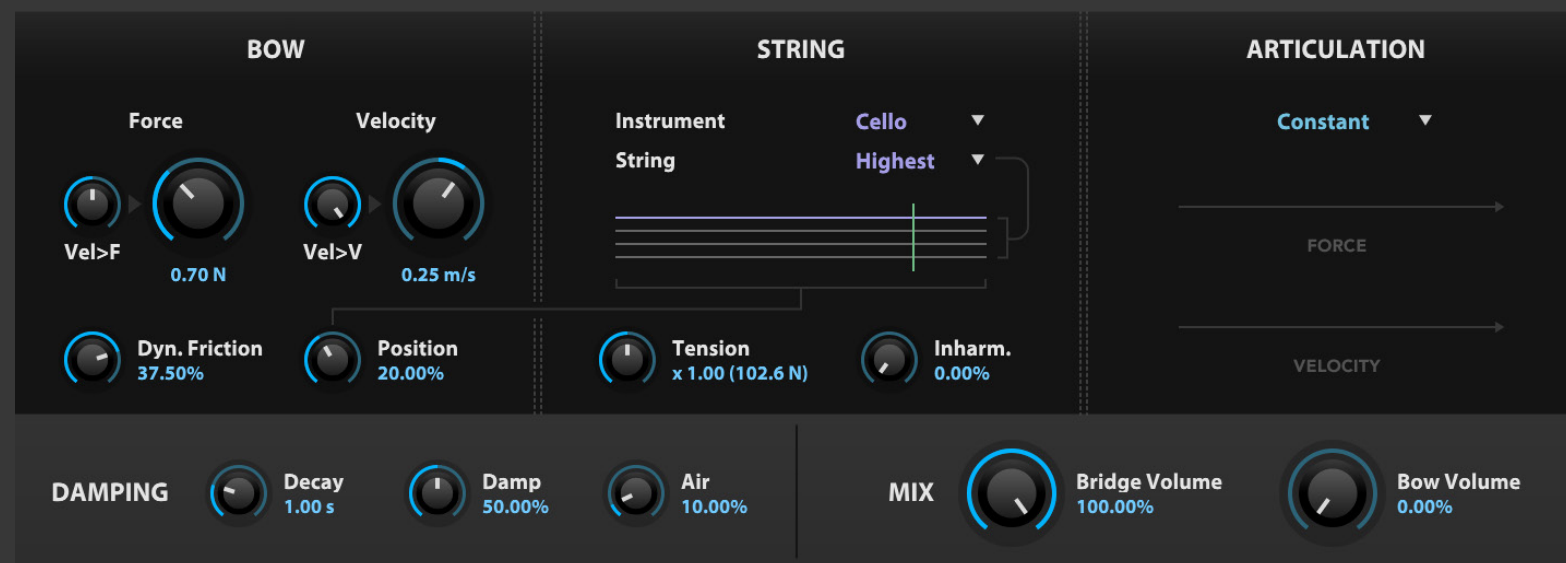 BOW
STRING
ARTICULATION
Force
Velocity
Instrument
Cello
Constant
String
Highest
Vel>F
Vel>V
0.70 N
0.25 m/s
FORCE
Dyn. Friction
37.50%
Position
20.00%
Tension
x 1.00 (102.6 N)
Inharm.
0.00%
VELOCITY
DAMPING
Decay
1.00 s
Damp
50.00%
Air
10.00%
MIX
Bridge Volume
100.00%
Bow Volume
0.00%